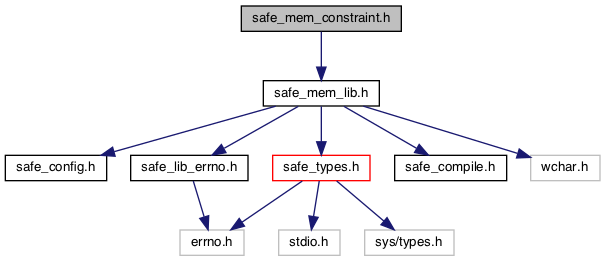 safe_mem_constraint.h
safe_mem_lib.h
safe_config.h
safe_lib_errno.h
safe_types.h
safe_compile.h
wchar.h
errno.h
stdio.h
sys/types.h